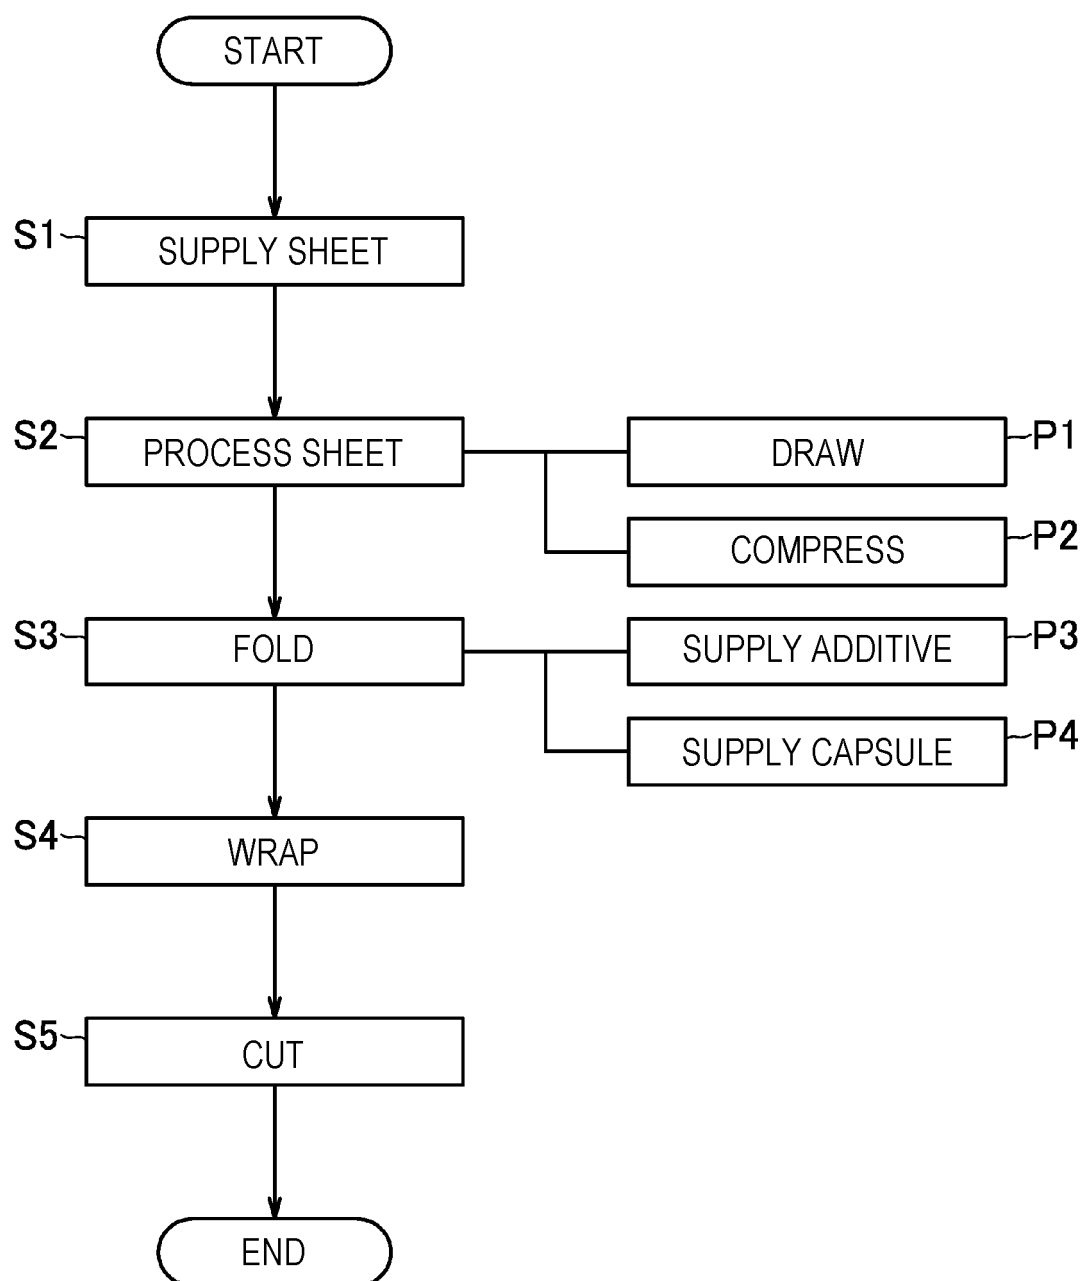 START
S1 SUPPLY SHEET
S2 PROCESS SHEET DRAW P1
COMPRESS P2
S3 FOLD SUPPLY ADDITIVE P3
SUPPLY CAPSULE P4
S4 WRAP
S5 CUT
END